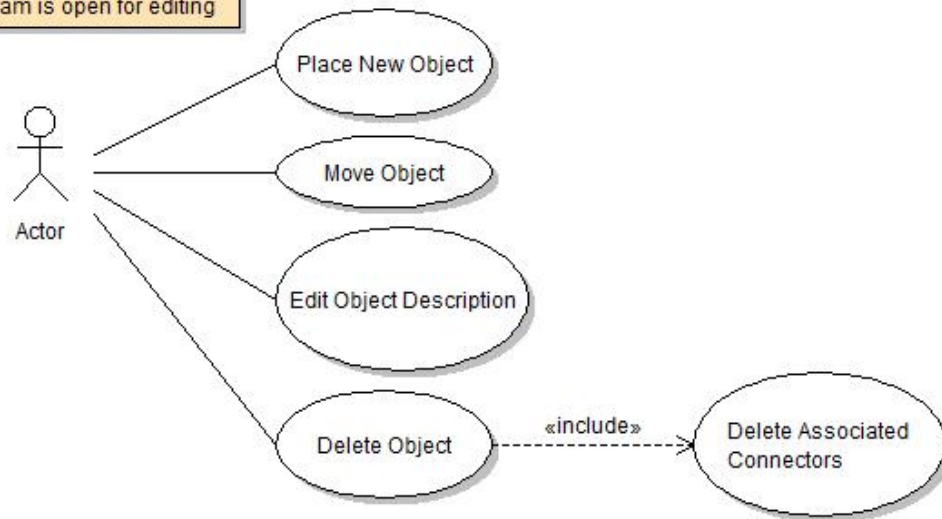 is open for editing
Place New Object
Move Object
Actor
Edit Object Description
Delete Object
«include»
Delete Associated
Connectors